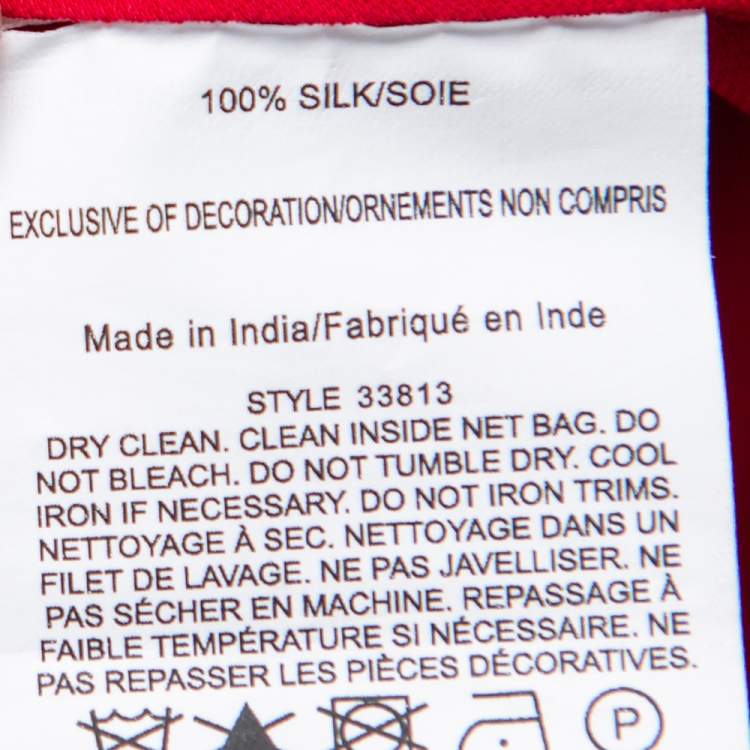 100% SILK/SOIE
EXCLUSIVE OF DECORATION/ORNEMENTS NON COMPRIS
Made in India/Fabriqué en Inde
STYLE 33813
DRY CLEAN. CLEAN INSIDE NET BAG. DO
NOT BLEACH. DO NOT TUMBLE DRY. COOL
IRON IF NECESSARY. DO NOT IRON TRIMS.
NETTOYAGE À SEC. NETTOYAGE DANS UN
FILET DE LAVAGE. NE PAS JAVELLISER. NE
PAS SÉCHER EN MACHINE. REPASSAGE À
FAIBLE TEMPÉRATURE SI NÉCESSAIRE. NE
PAS REPASSER LES PIÈCES DÉCORATIVES.
P